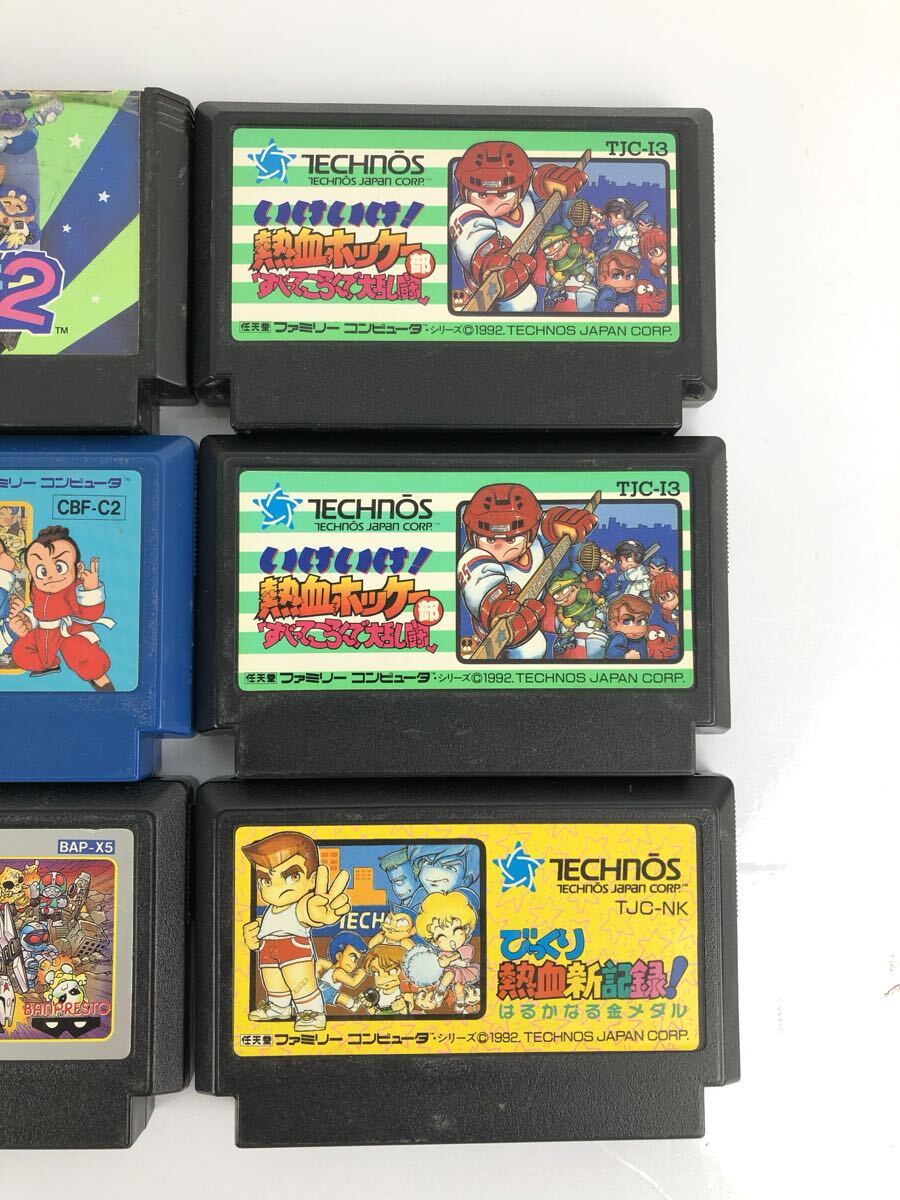 2
TM
TJC-I3
TECHNŌS
TECHNŌS JAPAN CORP.™
いけいけ!
熱血ホッケー部
すべってころんで大乱闘
任天堂 ファミリー コンピュータ・シリーズ©1992. TECHNOS JAPAN CORP.
ミリー コンピュータ™
CBF-C2
TJC-I3
TECHNŌS
TECHNŌS JAPAN CORP.™
いけいけ!
熱血ホッケー部
すべってころんで大乱闘
任天堂 ファミリー コンピュータ・シリーズ©1992. TECHNOS JAPAN CORP.
BAP-X5
BANPRESTO
TECH
TECHNŌS
TECHNŌS JAPAN CORP.™
TJC-NK
びっくり
熱血新記録!
はるかなる金メダル
任天堂 ファミリー コンピュータ・シリーズ©1992. TECHNOS JAPAN CORP.